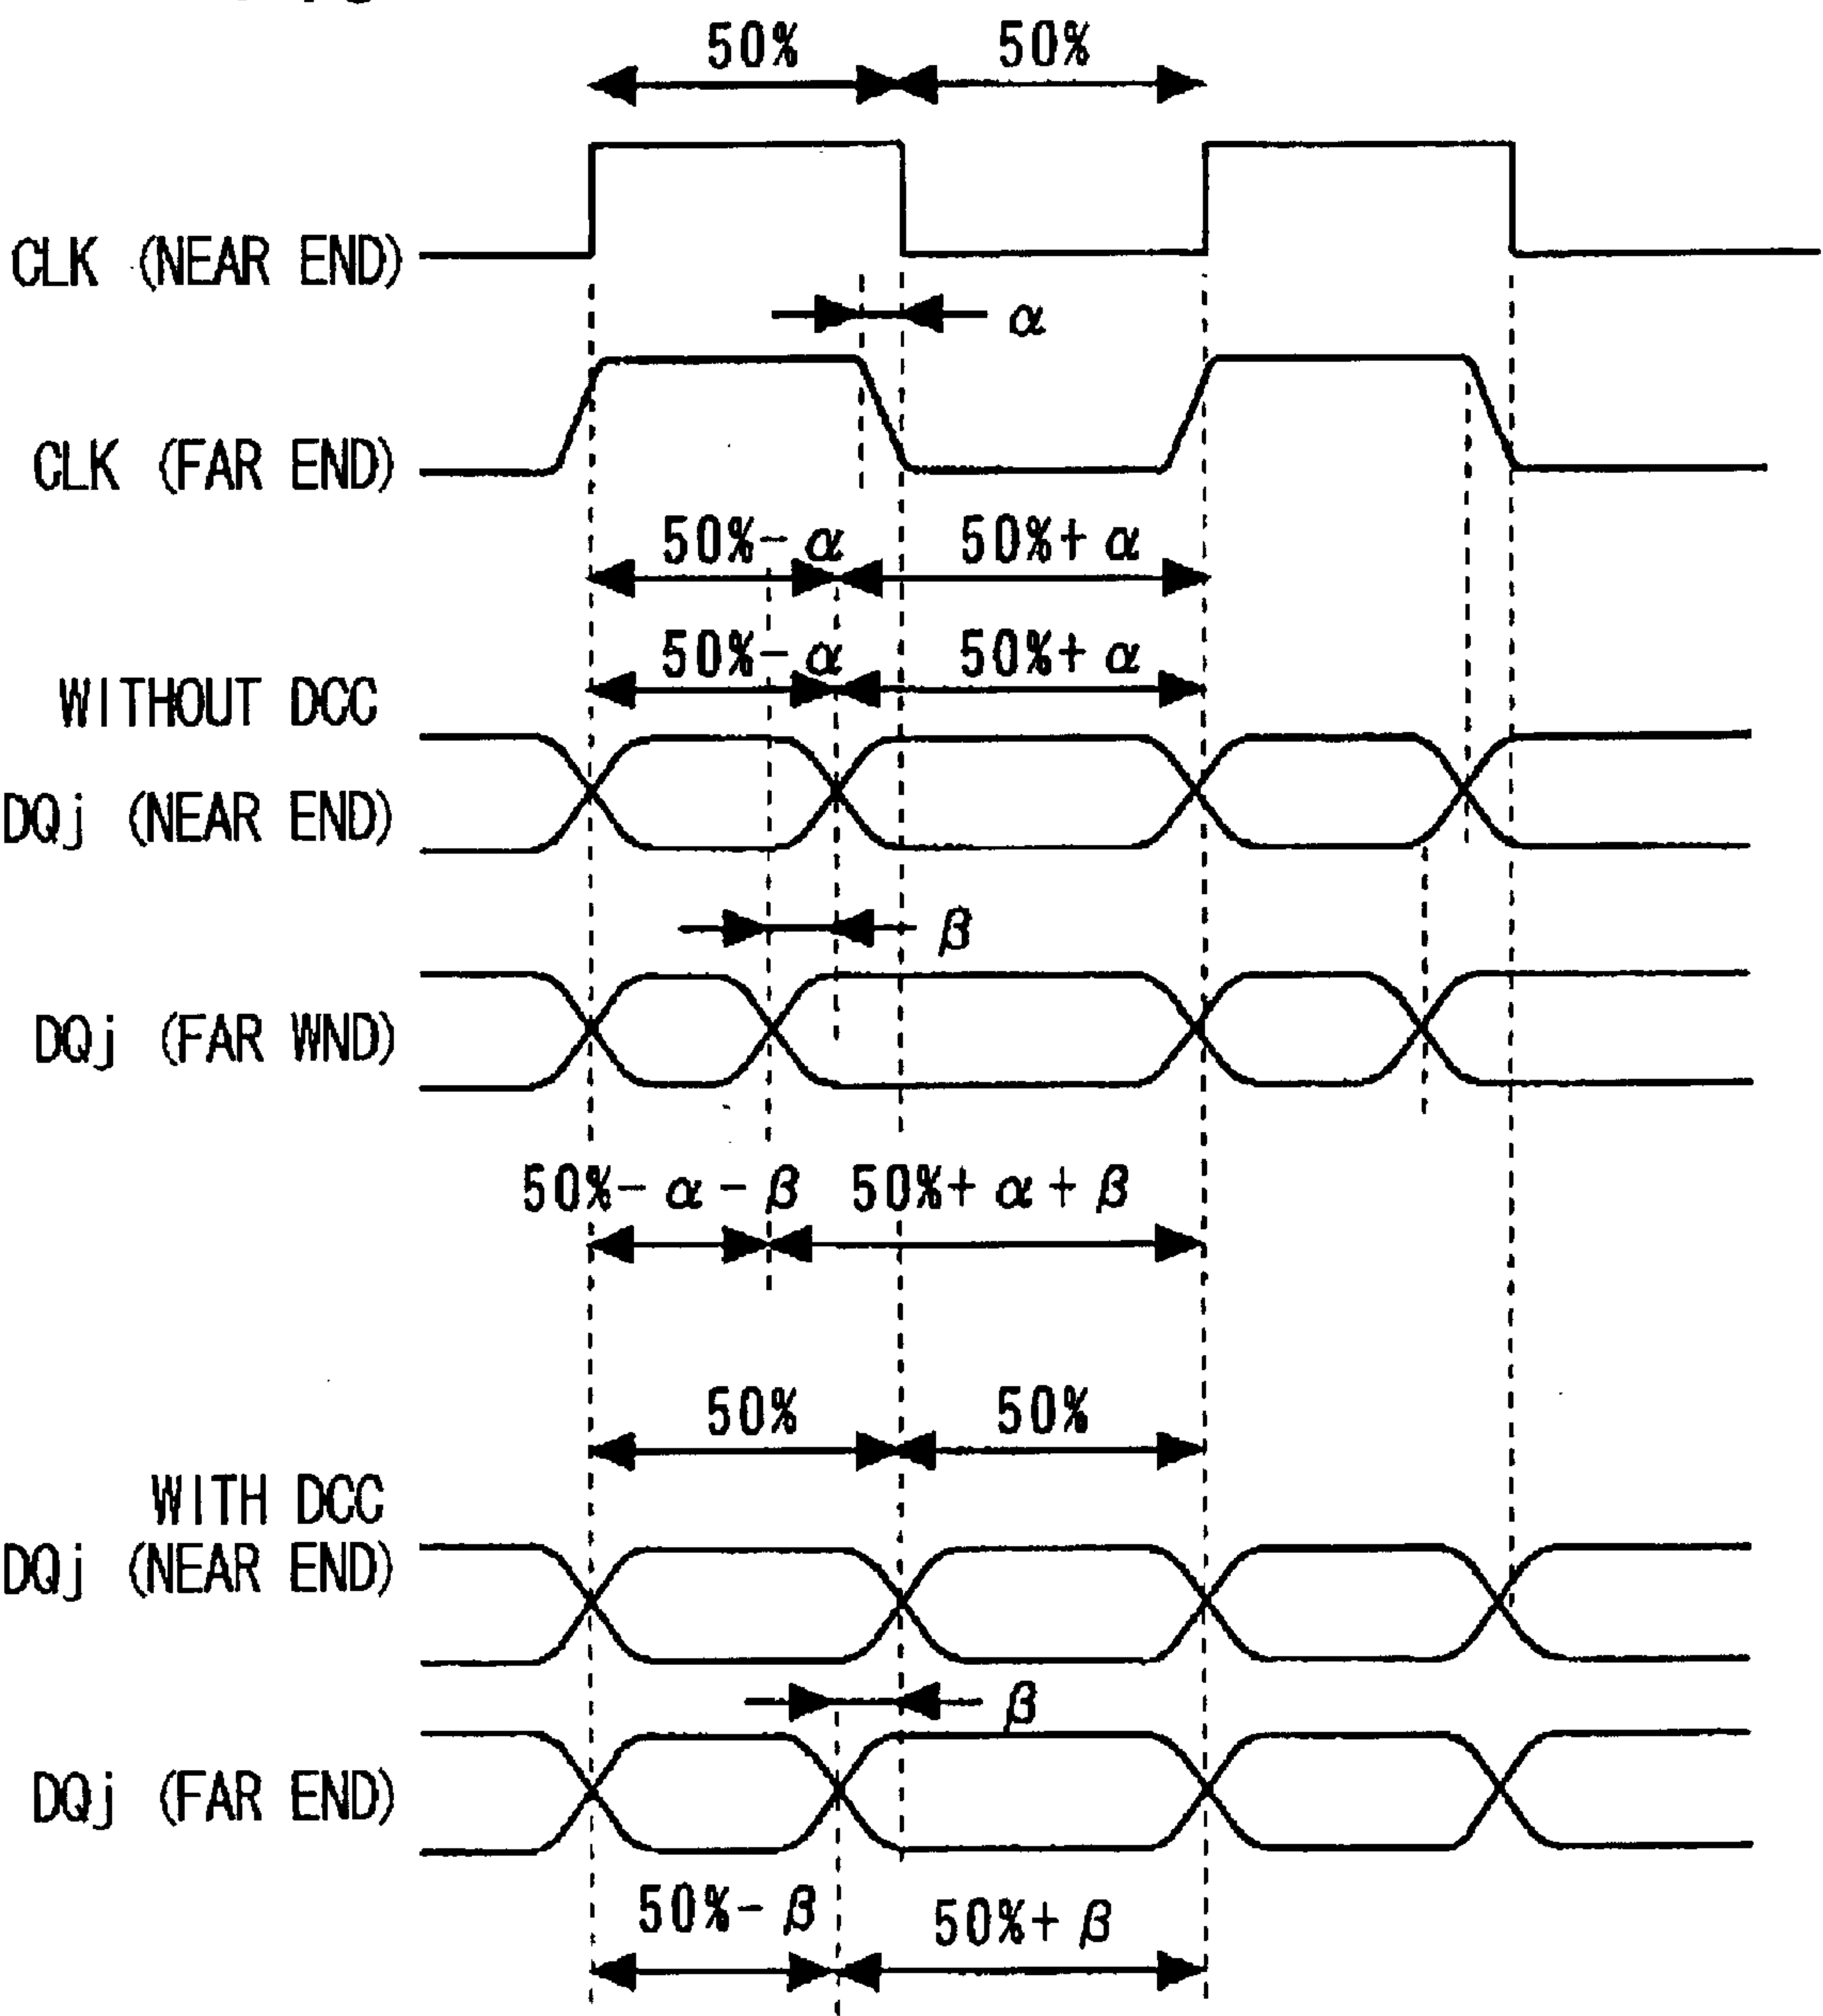 50% 50%
CLK (NEAR END)
α
CLK (FAR END)
50%- α 50%+ α
50%- α 50%+ α
WITHOUT DCC
DQj (NEAR END)
β
DQj (FAR WND)
50%- α - β 50%+ α + β
50% 50%
WITH DCC
DQj (NEAR END)
β
DQj (FAR END)
50%- β 50%+ β